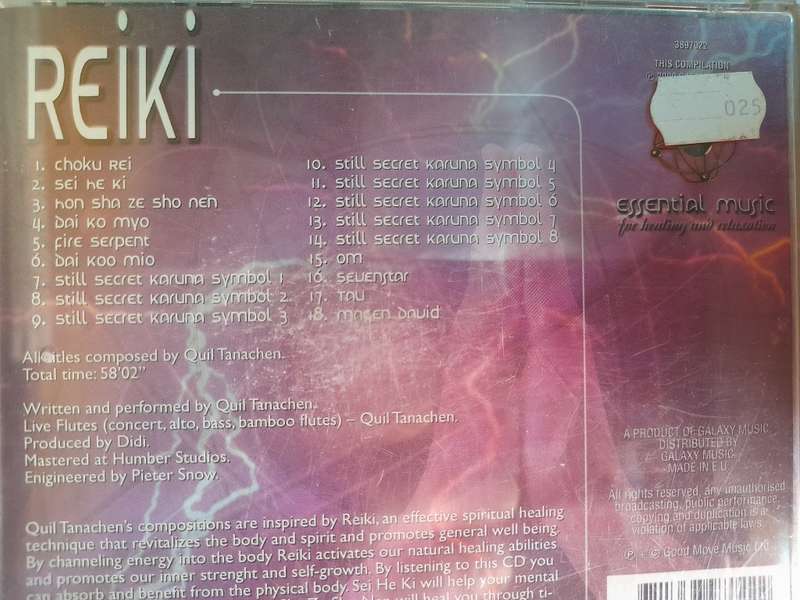 REiKi
1. CHOKU REI
2. SEI HE KI
3. HON SHA ZE SHO NEN
4. DAI KO MYO
5. FIRE SERPENT
6. DAI KOO MIO
7. STILL SECRET KARUNA SYMBOL 1
8. STILL SECRET KARUNA SYMBOL 2
9. STILL SECRET KARUNA SYMBOL 3
10. STILL SECRET KARUNA SYMBOL 4
11. STILL SECRET KARUNA SYMBOL 5
12. STILL SECRET KARUNA SYMBOL 6
13. STILL SECRET KARUNA SYMBOL 7
14. STILL SECRET KARUNA SYMBOL 8
15. OM
16. SEVENSTAR
17. TAU
18. MAGEN DAVID
All titles composed by Quil Tanachen.
Total time: 58'02"
Written and performed by Quil Tanachen.
Live Flutes (concert, alto, bass, bamboo flutes) – Quil Tanachen.
Produced by Didi.
Mastered at Humber Studios.
Enigineered by Pieter Snow.
Quil Tanachen's compositions are inspired by Reiki, an effective spiritual healing
technique that revitalizes the body and spirit and promotes general well being.
By channeling energy into the body Reiki activates our natural healing abilities
and promotes our inner strenght and self-growth. By listening to this CD you
can absorb and benefit from the physical body. Sei He Ki will help your mental
will heal you through ti-
3897022
THIS COMPILATION
025
essential music
for healing and relaxation
A PRODUCT OF GALAXY MUSIC
DISTRIBUTED BY
GALAXY MUSIC
MADE IN E.U.
All rights reserved, any unauthorised
broadcasting, public performance,
copying and duplication is a
violation of applicable laws.
℗ + © Good Move Music Ltd